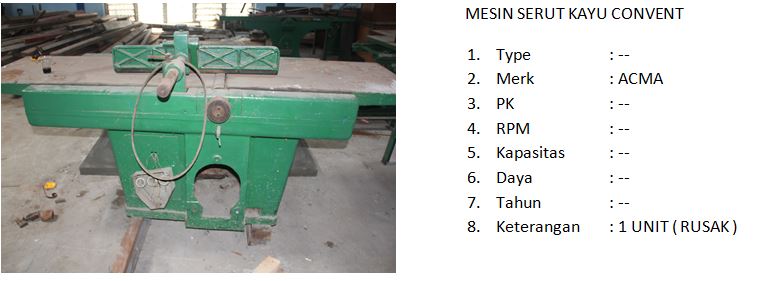 MESIN SERUT KAYU CONVENT
1. Type : --
2. Merk : ACMA
3. PK : --
4. RPM : --
5. Kapasitas : --
6. Daya : --
7. Tahun : --
8. Keterangan : 1 UNIT ( RUSAK )